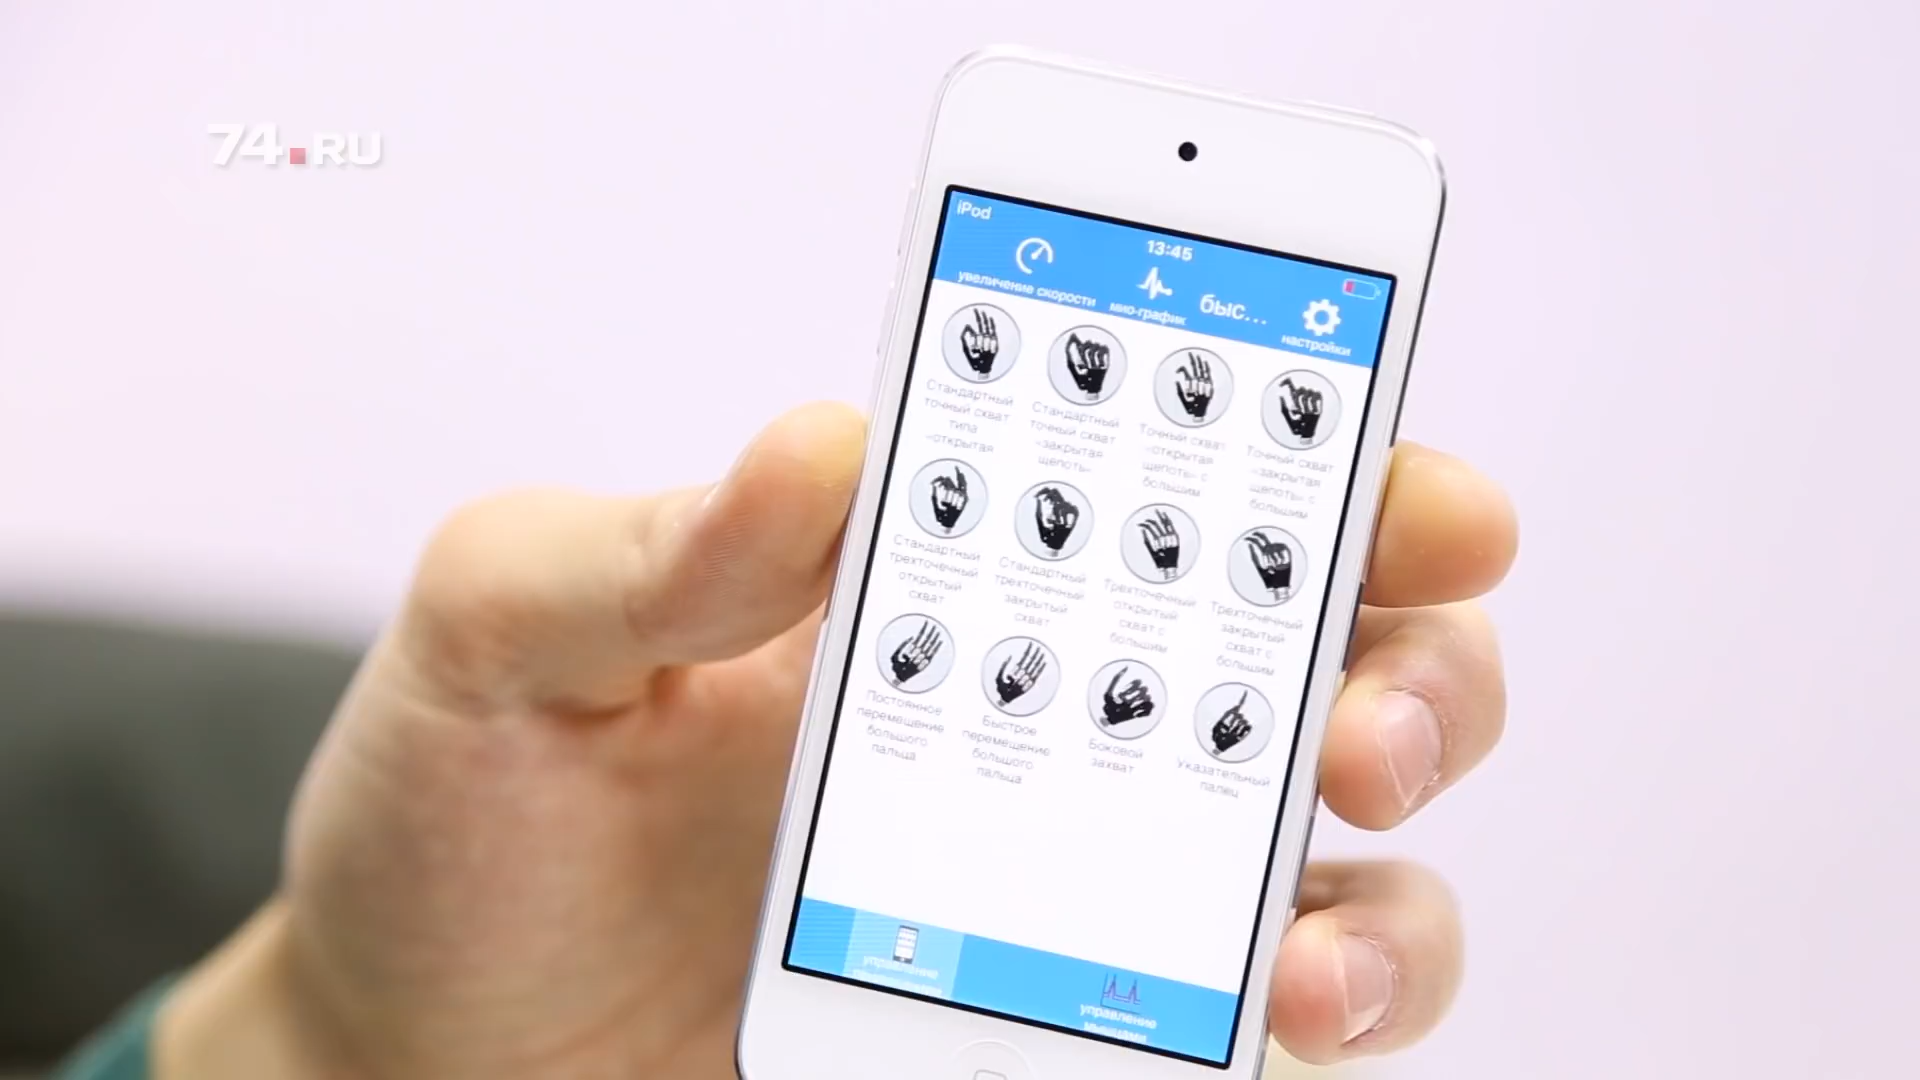 74.RU
iPod
13:45
увеличение скорости
мио-график
быс...
настройки
Стандартный
точный схват
типа
«открытая
Стандартный
точный схват
«закрытая
щепоть»
Точный схват
«открытая
щепоть» с
большим
Точный схват
«закрытая
щепоть» с
большим
Стандартный
трехточечный
открытый
схват
Стандартный
трехточечный
закрытый
схват
Трехточечный
открытый
схват с
большим
Трехточечный
закрытый
схват с
большим
Постоянное
перемещение
большого
пальца
Быстрое
перемещение
большого
пальца
Боковой
захват
Указательный
палец
управление
управление
мышцами